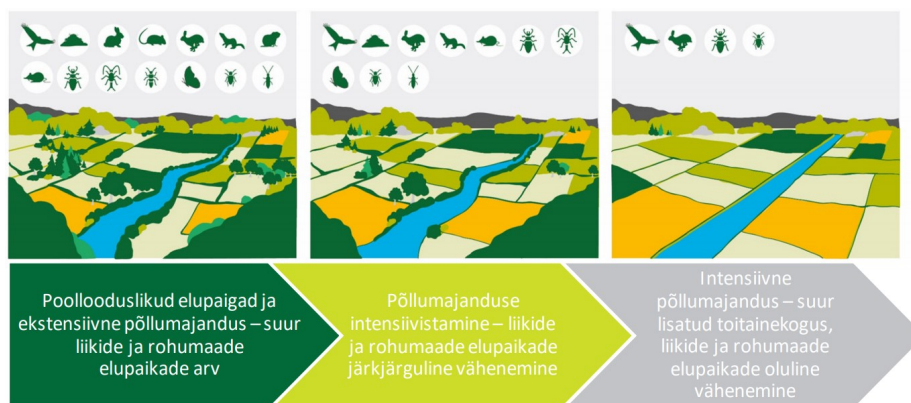 Poollooduslikud elupaigad ja
ekstensiivne põllumajandus – suur
liikide ja rohumaade
elupaikade arv
Põllumajanduse
intensiivistamine – liikide
ja rohumaade elupaikade
järkjärguline vähenemine
Intensiivne
põllumajandus – suur
lisatud toitainekogus,
liikide ja rohumaade
elupaikade oluline
vähenemine